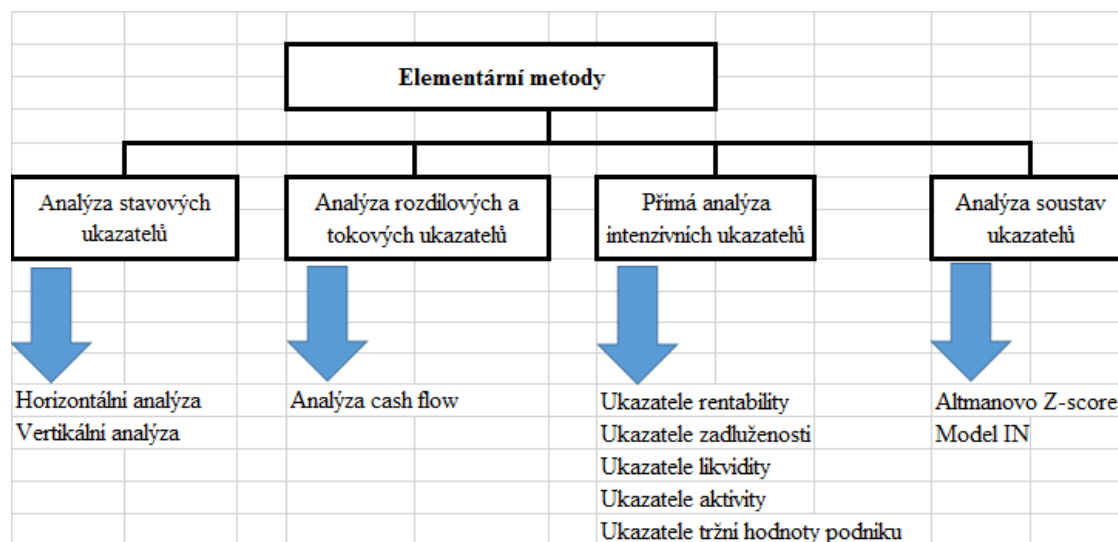 Elementární metody
Analýza stavových
ukazatelů
Analýza rozdílových a
tokových ukazatelů
Přímá analýza
intenzivních ukazatelů
Analýza soustav
ukazatelů
Horizontální analýza
Vertikální analýza
Analýza cash flow
Ukazatele rentability
Ukazatele zadluženosti
Ukazatele likvidity
Ukazatele aktivity
Ukazatele tržní hodnoty podniku
Altmanovo Z-score
Model IN